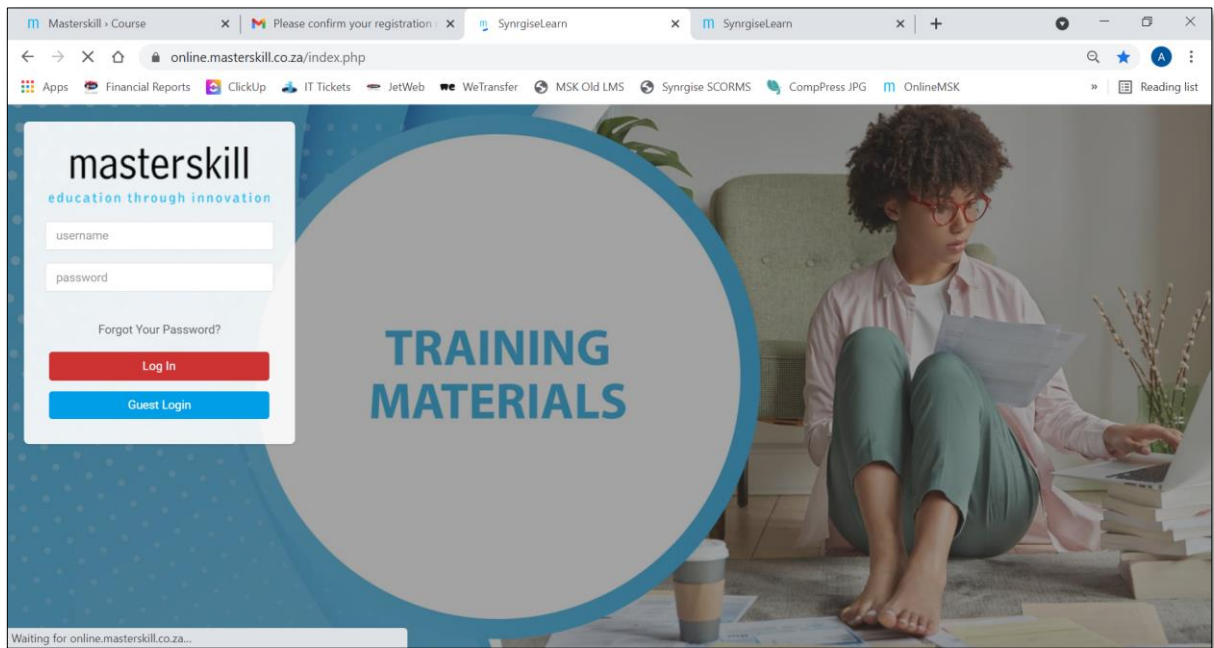 Masterskill › Course
Please confirm your registration
SynrgiseLearn
SynrgiseLearn
online.masterskill.co.za/index.php
A
Apps Financial Reports ClickUp IT Tickets JetWeb WeTransfer MSK Old LMS Synrgise SCORMS CompPress JPG OnlineMSK » Reading list
masterskill
education through innovation
username
password
Forgot Your Password?
Log In
Guest Login
TRAINING
MATERIALS
Waiting for online.masterskill.co.za...